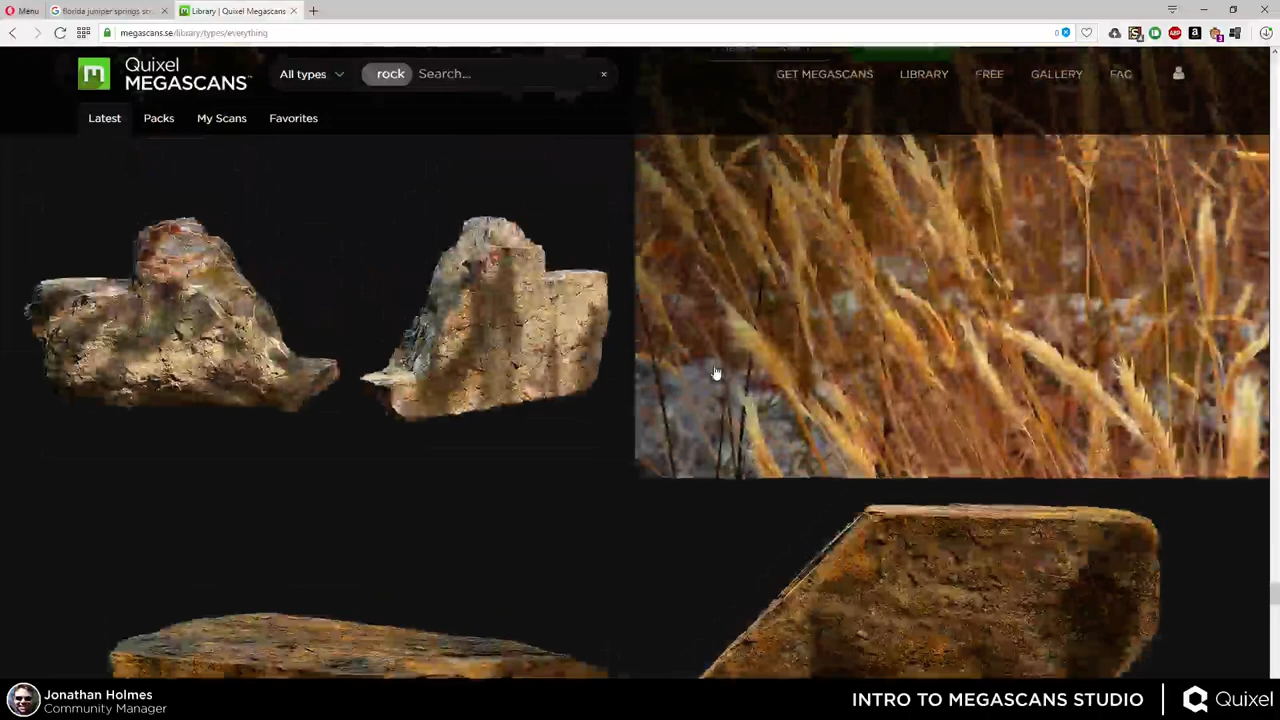 Menu
florida juniper springs scr
Library | Quixel Megascans
megascans.se/library/types/everything
0
Quixel
MEGASCANS
All types
rock
Search...
GET MEGASCANS
LIBRARY
FREE
GALLERY
FAQ
Latest
Packs
My Scans
Favorites
Jonathan Holmes
Community Manager
INTRO TO MEGASCANS STUDIO
Quixel